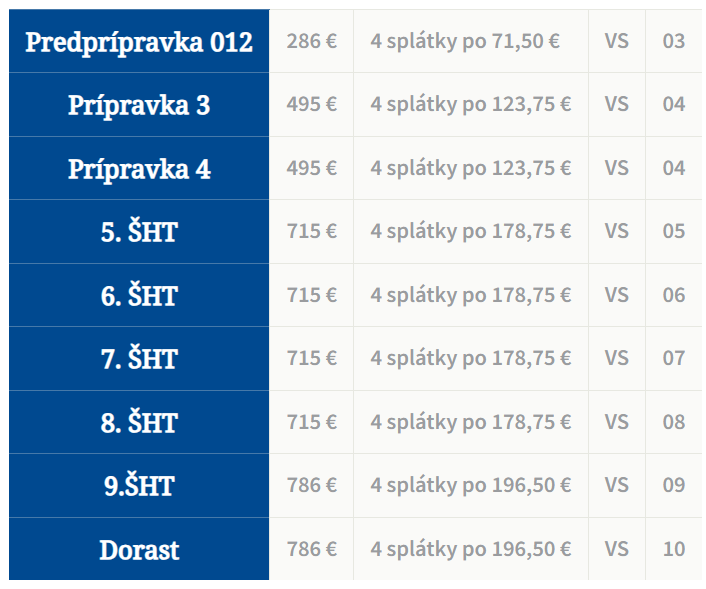 Predprípravka 012 286 € 4 splátky po 71,50 € VS 03
Prípravka 3 495 € 4 splátky po 123,75 € VS 04
Prípravka 4 495 € 4 splátky po 123,75 € VS 04
5. ŠHT 715 € 4 splátky po 178,75 € VS 05
6. ŠHT 715 € 4 splátky po 178,75 € VS 06
7. ŠHT 715 € 4 splátky po 178,75 € VS 07
8. ŠHT 715 € 4 splátky po 178,75 € VS 08
9.ŠHT 786 € 4 splátky po 196,50 € VS 09
Dorast 786 € 4 splátky po 196,50 € VS 10